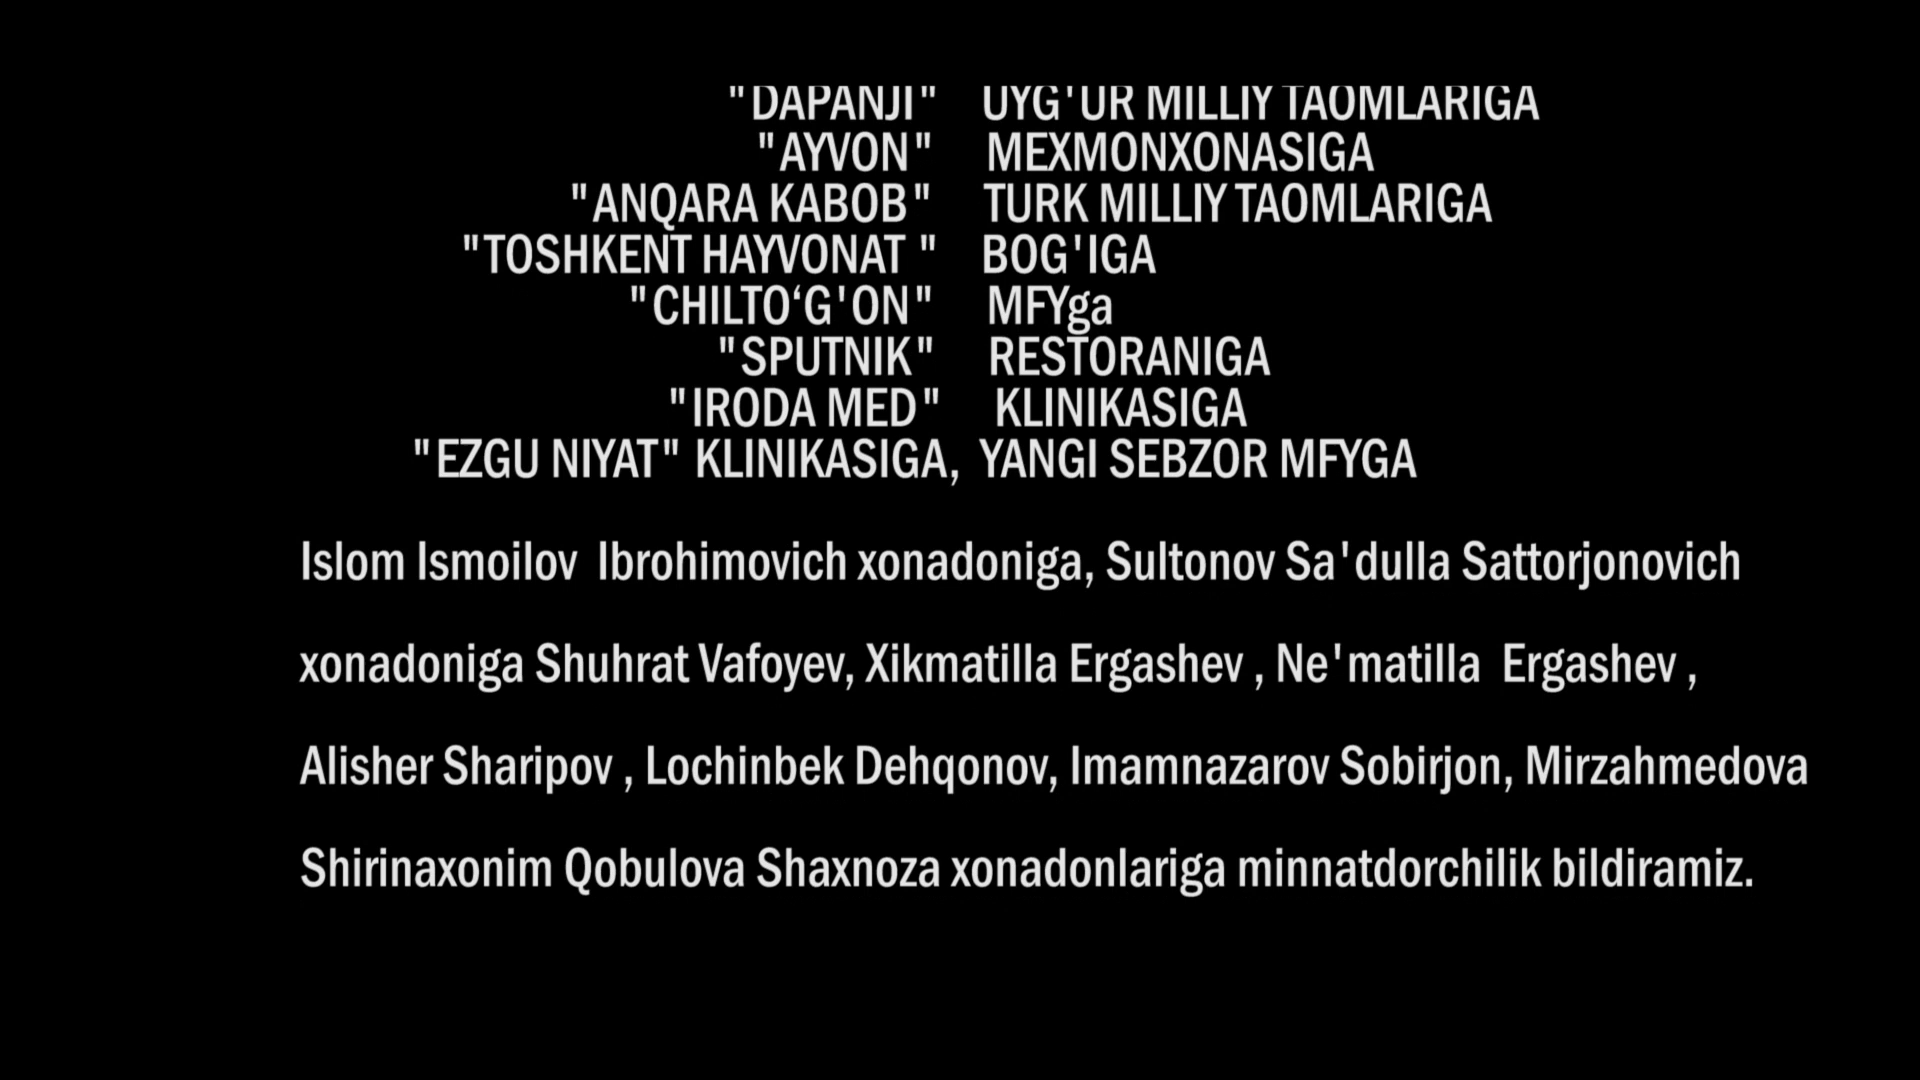 "DAPANJI" UYG'UR MILLIY TAOMLARIGA
"AYVON" MEXMONXONASIGA
"ANQARA KABOB" TURK MILLIY TAOMLARIGA
"TOSHKENT HAYVONAT " BOG'IGA
"CHILTO‘G'ON" MFYga
"SPUTNIK" RESTORANIGA
"IRODA MED" KLINIKASIGA
"EZGU NIYAT" KLINIKASIGA, YANGI SEBZOR MFYGA
Islom Ismoilov Ibrohimovich xonadoniga, Sultonov Sa'dulla Sattorjonovich
xonadoniga Shuhrat Vafoyev, Xikmatilla Ergashev , Ne'matilla Ergashev ,
Alisher Sharipov , Lochinbek Dehqonov, Imamnazarov Sobirjon, Mirzahmedova
Shirinaxonim Qobulova Shaxnoza xonadonlariga minnatdorchilik bildiramiz.